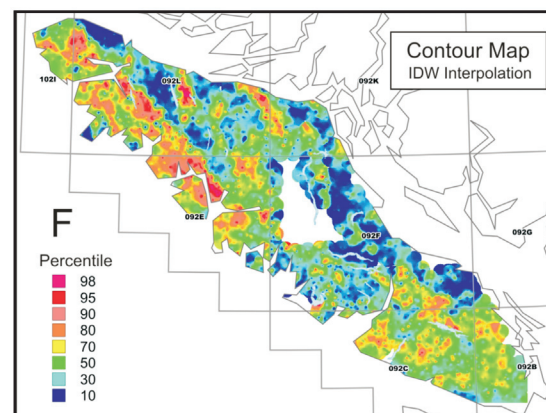 Contour Map
IDW Interpolation
102I
092L
092K
092E
092F
092G
092C
092B
F
Percentile
98
95
90
80
70
50
30
10